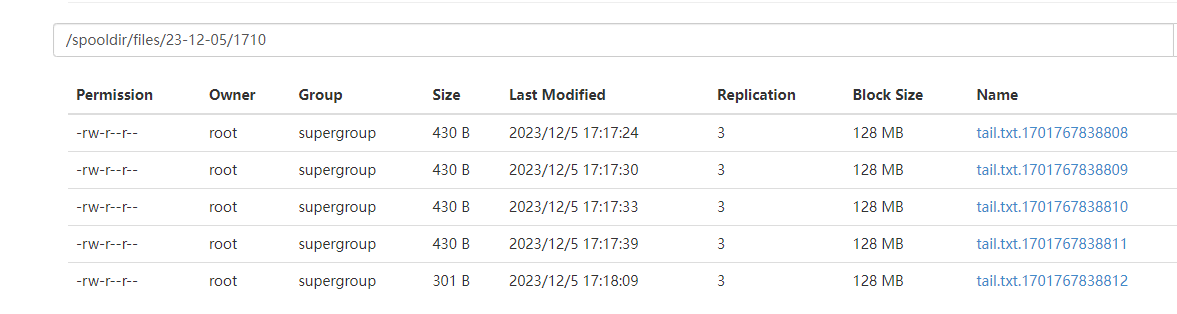 /spooldir/files/23-12-05/1710
Permission Owner Group Size Last Modified Replication Block Size Name
-rw-r--r-- root supergroup 430 B 2023/12/5 17:17:24 3 128 MB tail.txt.1701767838808
-rw-r--r-- root supergroup 430 B 2023/12/5 17:17:30 3 128 MB tail.txt.1701767838809
-rw-r--r-- root supergroup 430 B 2023/12/5 17:17:33 3 128 MB tail.txt.1701767838810
-rw-r--r-- root supergroup 430 B 2023/12/5 17:17:39 3 128 MB tail.txt.1701767838811
-rw-r--r-- root supergroup 301 B 2023/12/5 17:18:09 3 128 MB tail.txt.1701767838812